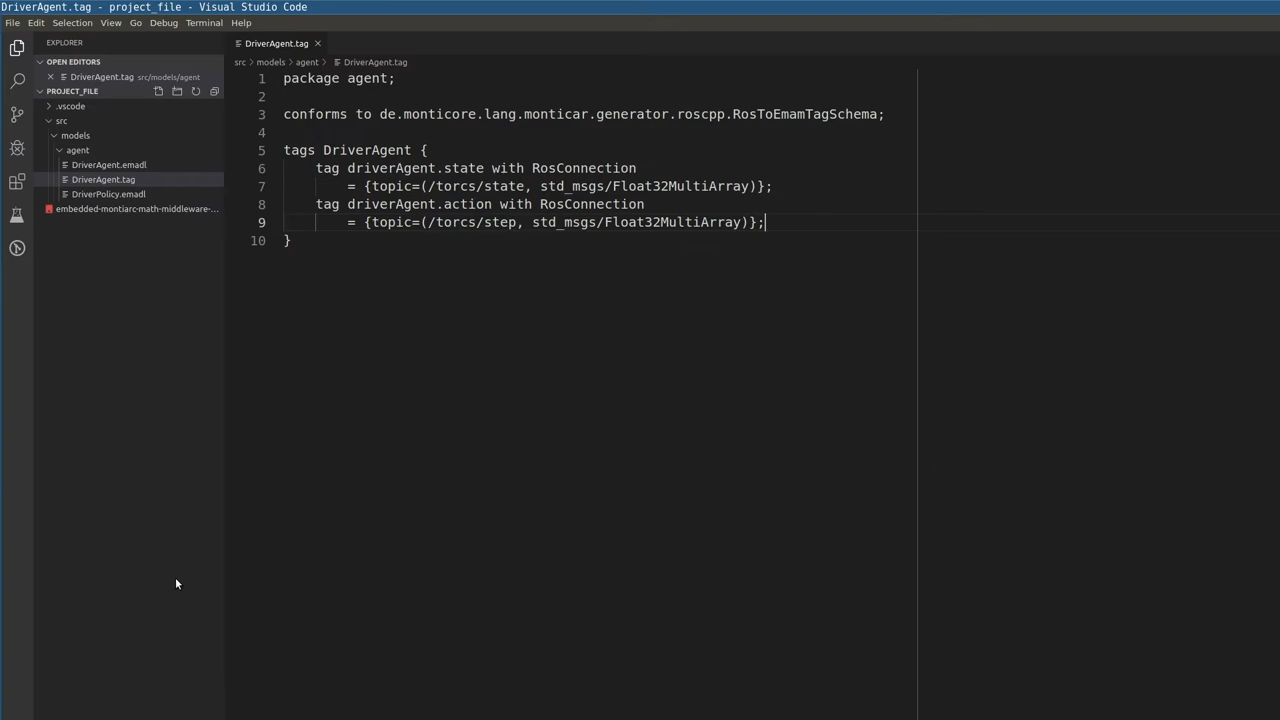 DriverAgent.tag - project_file - Visual Studio Code
File Edit Selection View Go Debug Terminal Help
EXPLORER
OPEN EDITORS
DriverAgent.tag src/models/agent
PROJECT_FILE
.vscode
src
models
agent
DriverAgent.emadl
DriverAgent.tag
DriverPolicy.emadl
embedded-montiarc-math-middleware-...
DriverAgent.tag
src > models > agent > DriverAgent.tag
1 package agent;
2
3 conforms to de.monticore.lang.monticar.generator.roscpp.RosToEmamTagSchema;
4
5 tags DriverAgent {
6 tag driverAgent.state with RosConnection
7 = {topic=(/torcs/state, std_msgs/Float32MultiArray)};
8 tag driverAgent.action with RosConnection
9 = {topic=(/torcs/step, std_msgs/Float32MultiArray)};
10 }